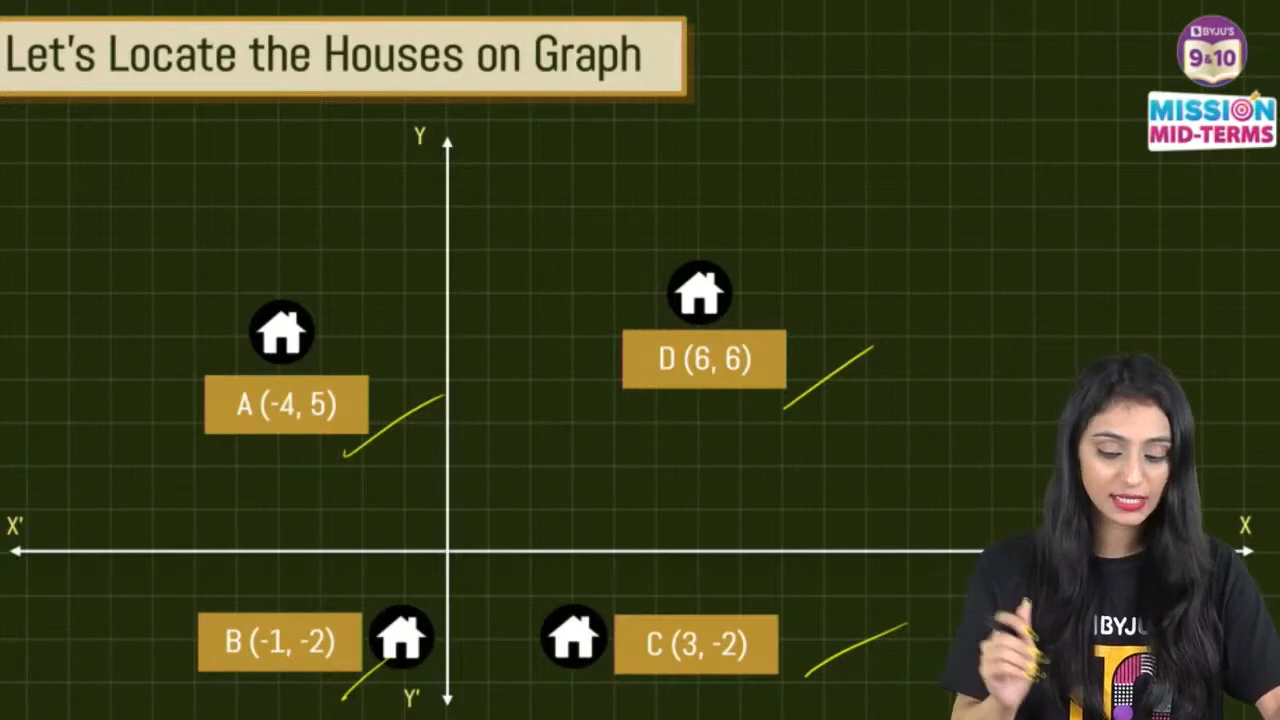 Let's Locate the Houses on Graph
BYJU'S
9&10
MISSION
MID-TERMS
Y
D (6, 6)
A (-4, 5)
X'
X
B (-1, -2)
C (3, -2)
Y'
BYJU